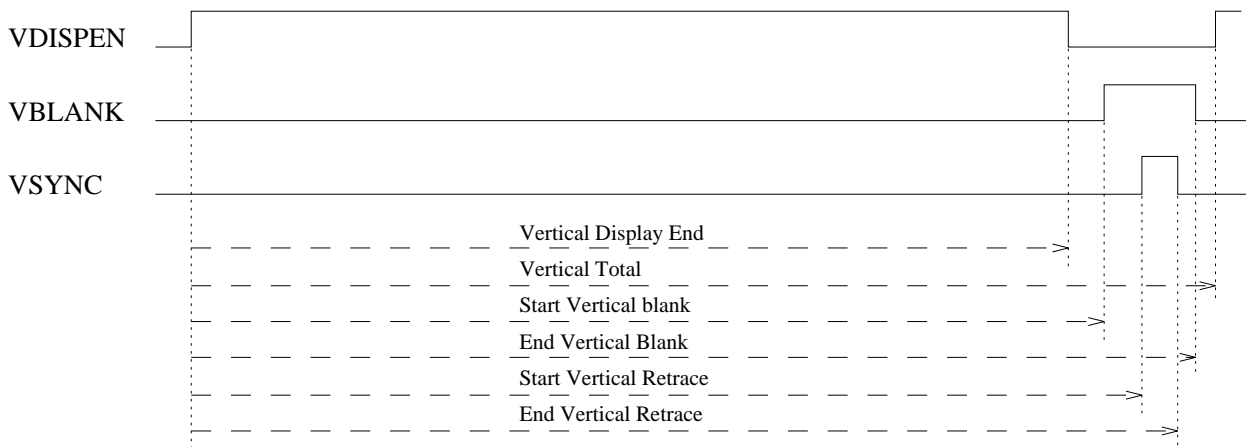 VDISPEN
VBLANK
VSYNC
Vertical Display End
Vertical Total
Start Vertical blank
End Vertical Blank
Start Vertical Retrace
End Vertical Retrace